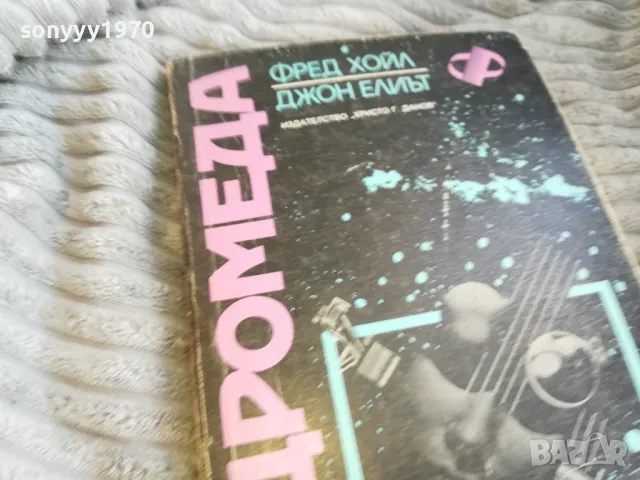 sonyyy1970
ФРЕД ХОЙЛ
ДЖОН ЕЛИЪТ
ИЗДАТЕЛСТВО „ХРИСТО Г. ДАНОВ"
ДРОМЕДА
BAZAR